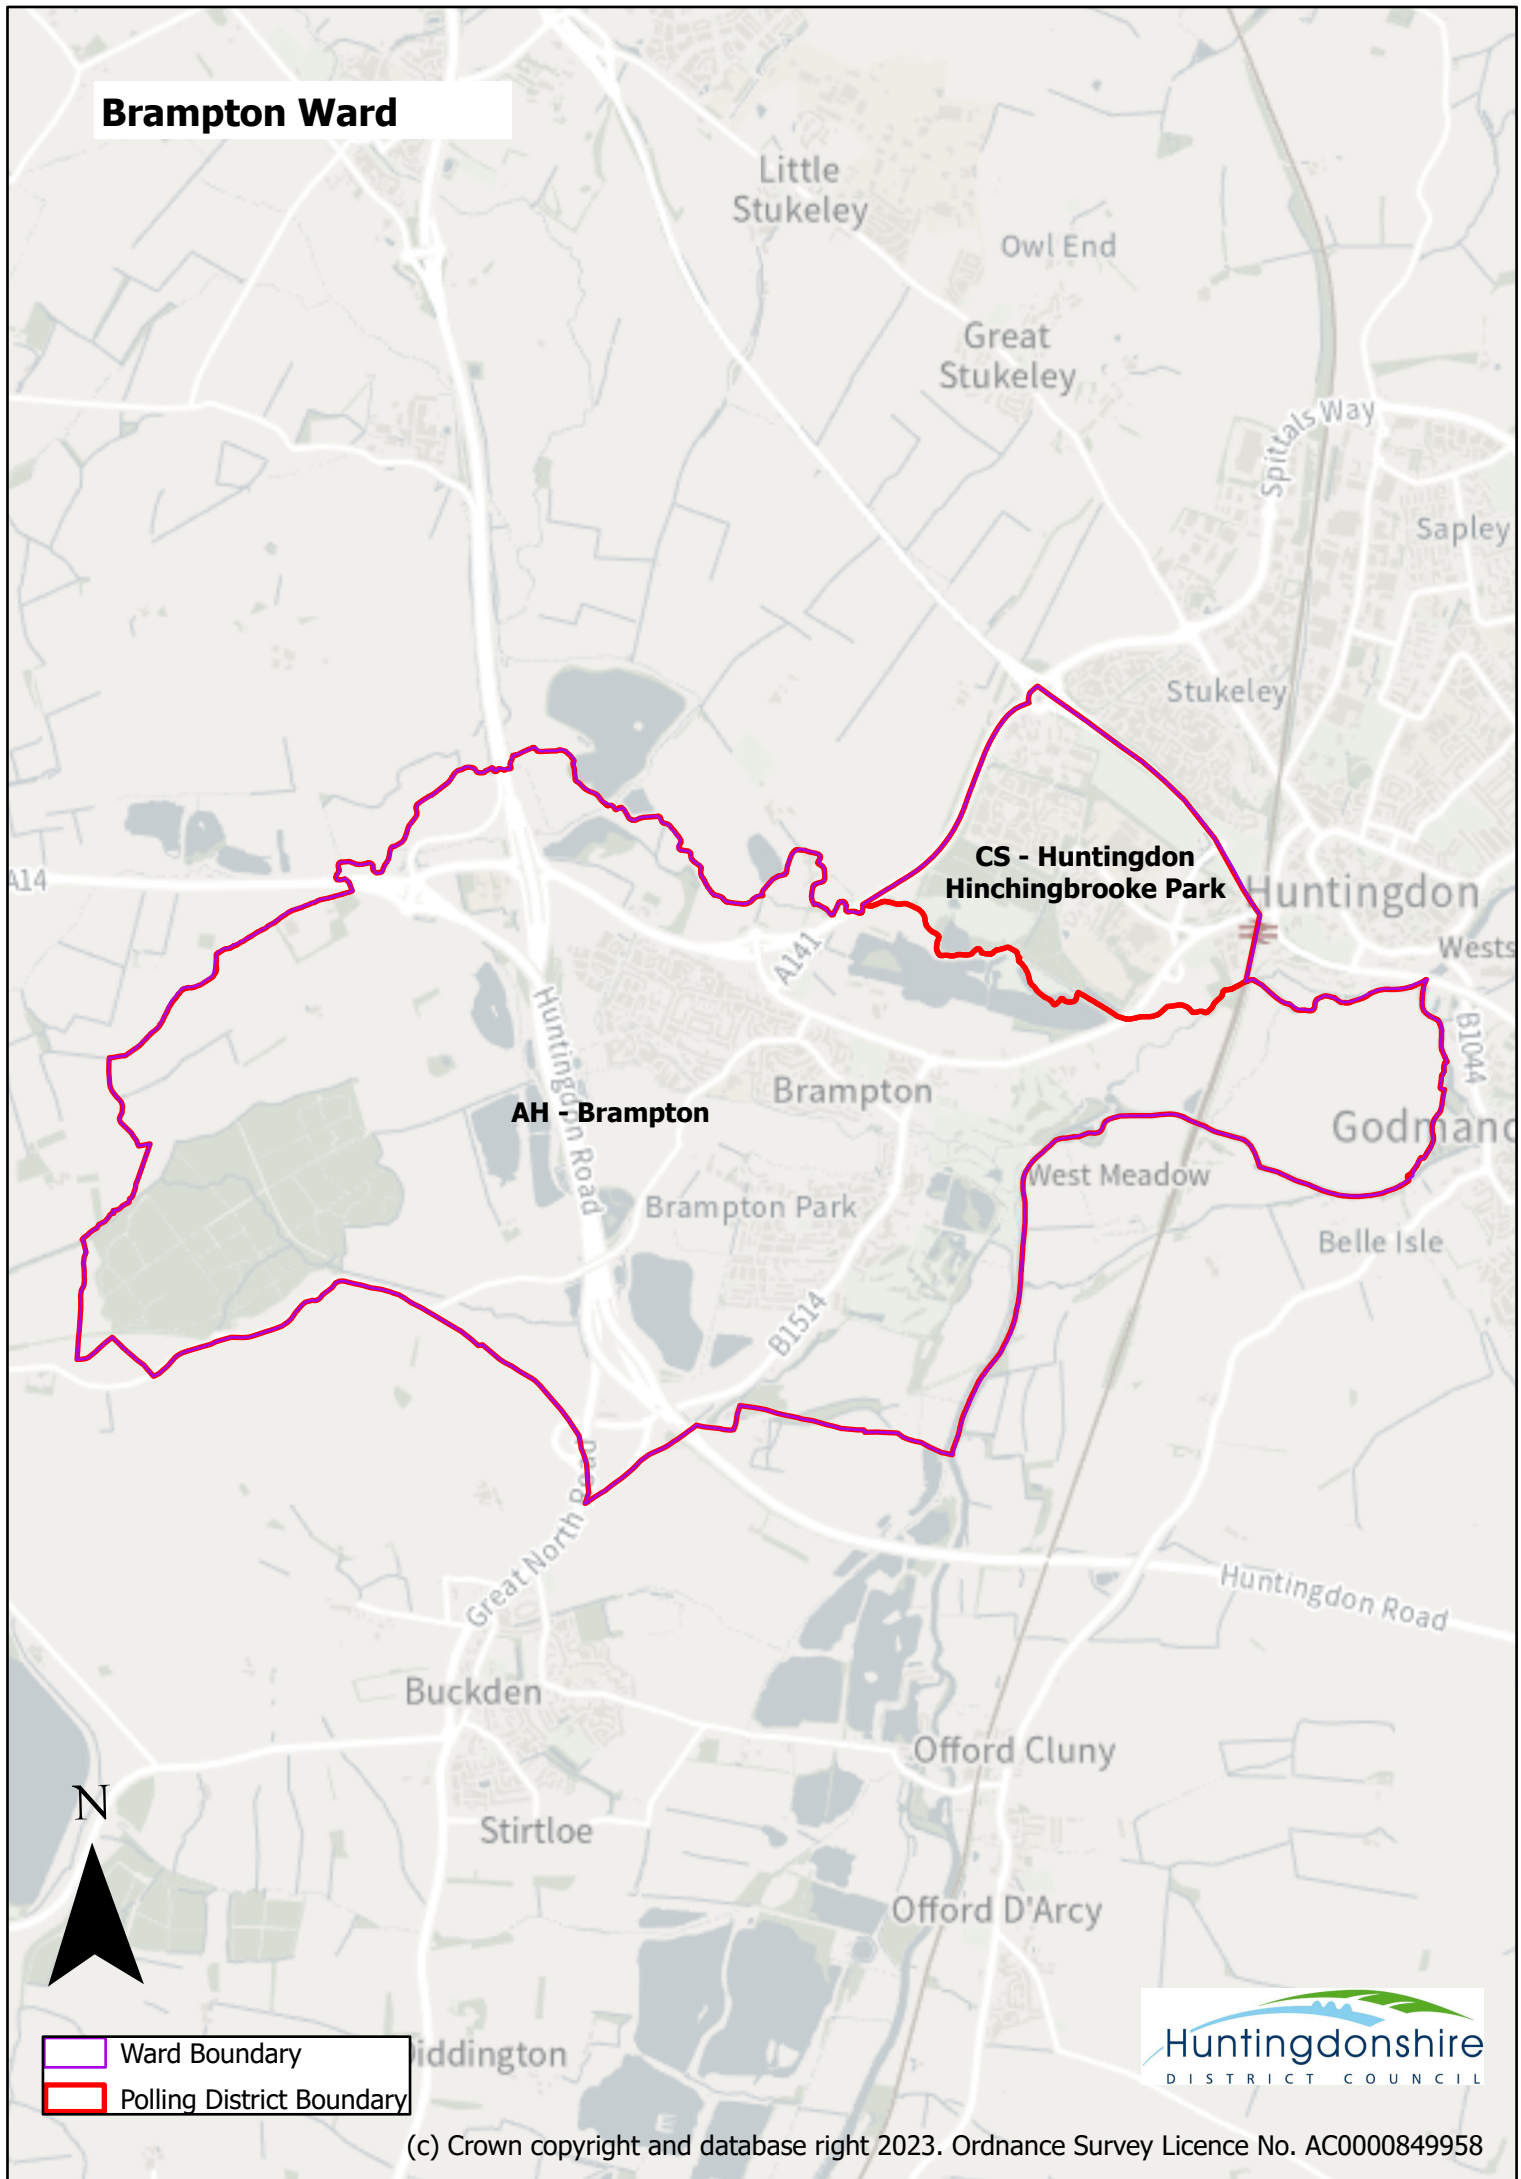 Brampton Ward
Little
Stukeley
Owl End
Great
Stukeley
Spittals Way
Sapley
Stukeley
A14
CS - Huntingdon
Hinchingbrooke Park
Huntingdon
Wests
A141
Huntingdon Road
B1044
Brampton
AH - Brampton
Godmanc
West Meadow
Brampton Park
Belle Isle
B1514
Great North Road
Huntingdon Road
Buckden
Offord Cluny
N
Stirtloe
Offord D'Arcy
Huntingdonshire
DISTRICT COUNCIL
Ward Boundary
iddington
Polling District Boundary
(c) Crown copyright and database right 2023. Ordnance Survey Licence No. AC0000849958